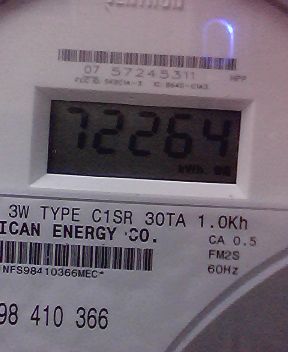 07 57245311 HPP
72264
kWh
3W TYPE C1SR 30TA 1.0Kh
ICAN ENERGY CO.
CA 0.5
FM2S
NFS98410366MEC*
60Hz
98 410 366